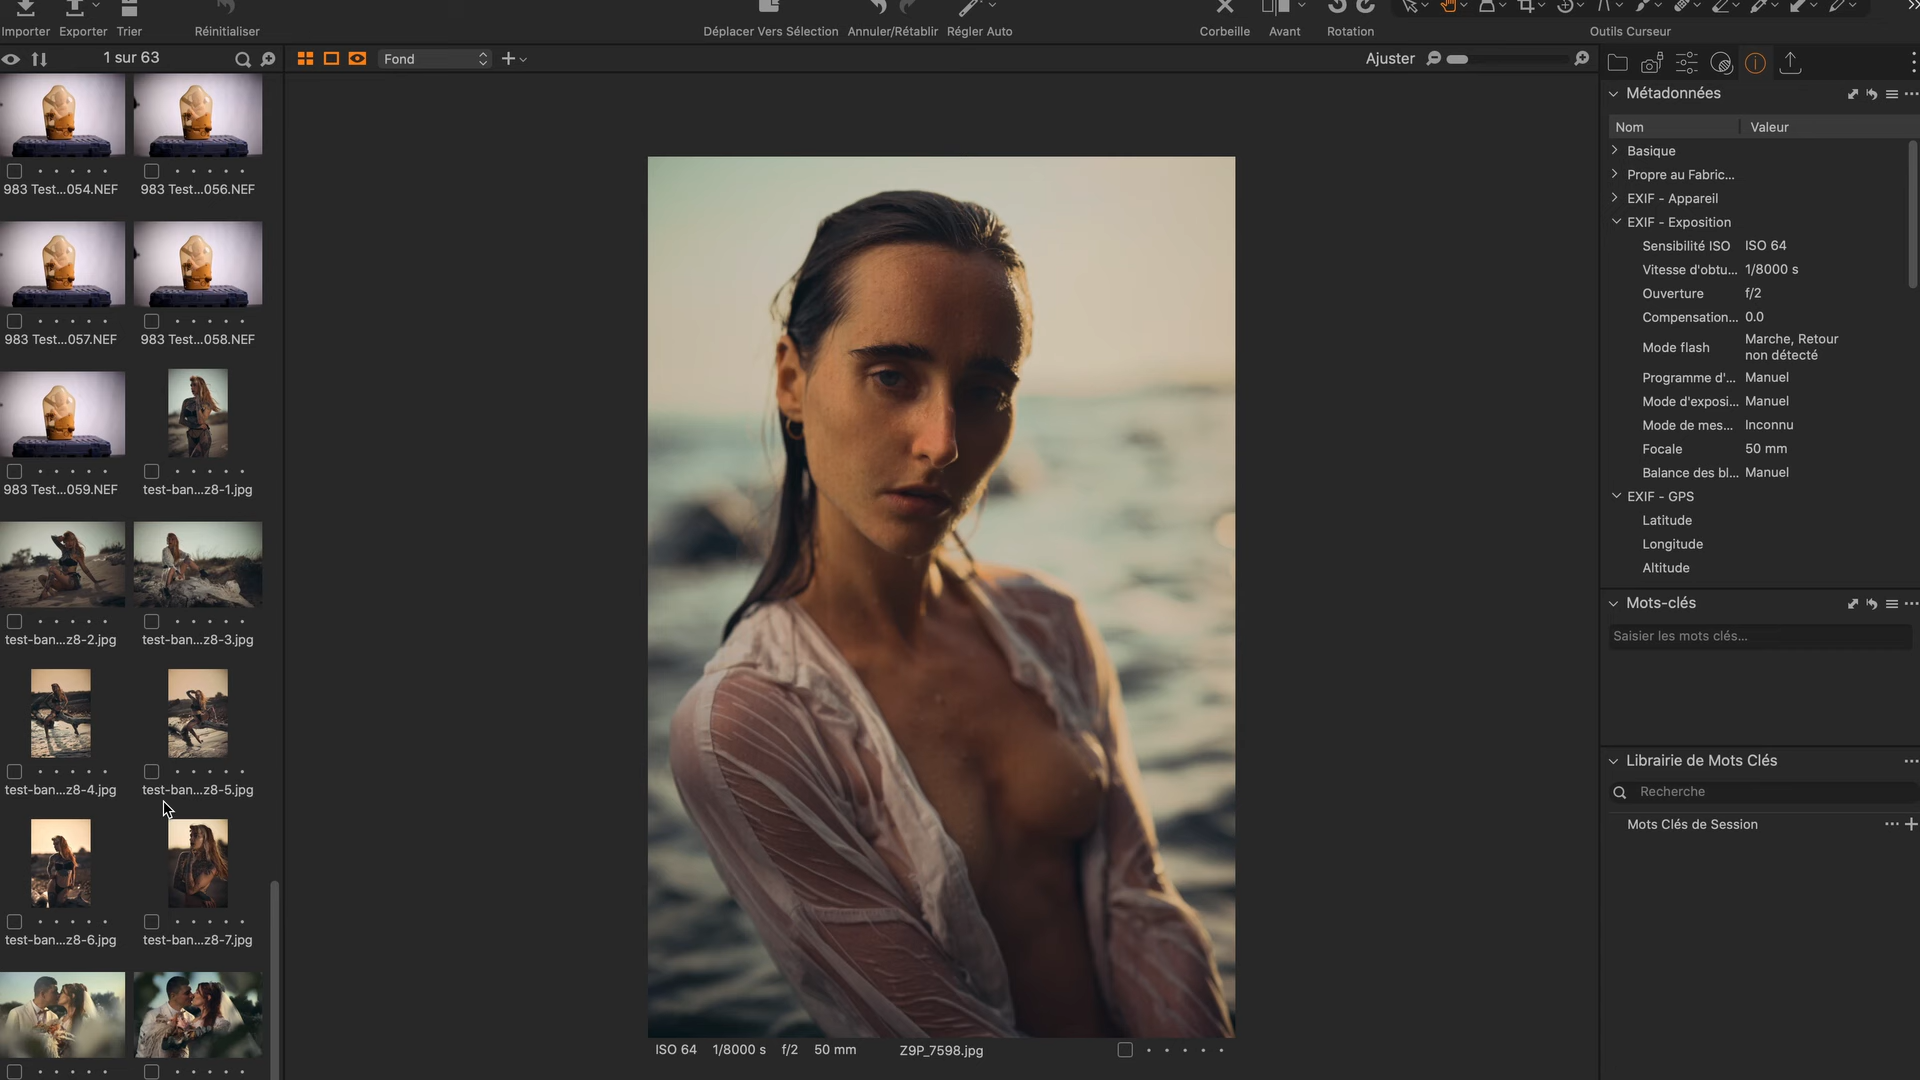 Importer Exporter Trier Réinitialiser Déplacer Vers Sélection Annuler/Rétablir Régler Auto Corbeille Avant Rotation Outils Curseur
1 sur 63
Fond
Ajuster
Métadonnées
Nom Valeur
Basique
Propre au Fabric...
EXIF - Appareil
EXIF - Exposition
Sensibilité ISO ISO 64
Vitesse d'obtu... 1/8000 s
Ouverture f/2
Compensation... 0.0
Mode flash Marche, Retour
non détecté
Programme d'... Manuel
Mode d'exposi... Manuel
Mode de mes... Inconnu
Focale 50 mm
Balance des bl... Manuel
EXIF - GPS
Latitude
Longitude
Altitude
Mots-clés
Saisier les mots clés...
Librairie de Mots Clés
Recherche
Mots Clés de Session
983 Test...054.NEF 983 Test...056.NEF
983 Test...057.NEF 983 Test...058.NEF
983 Test...059.NEF test-ban...z8-1.jpg
test-ban...z8-2.jpg test-ban...z8-3.jpg
test-ban...z8-4.jpg test-ban...z8-5.jpg
test-ban...z8-6.jpg test-ban...z8-7.jpg
ISO 64 1/8000 s f/2 50 mm Z9P_7598.jpg